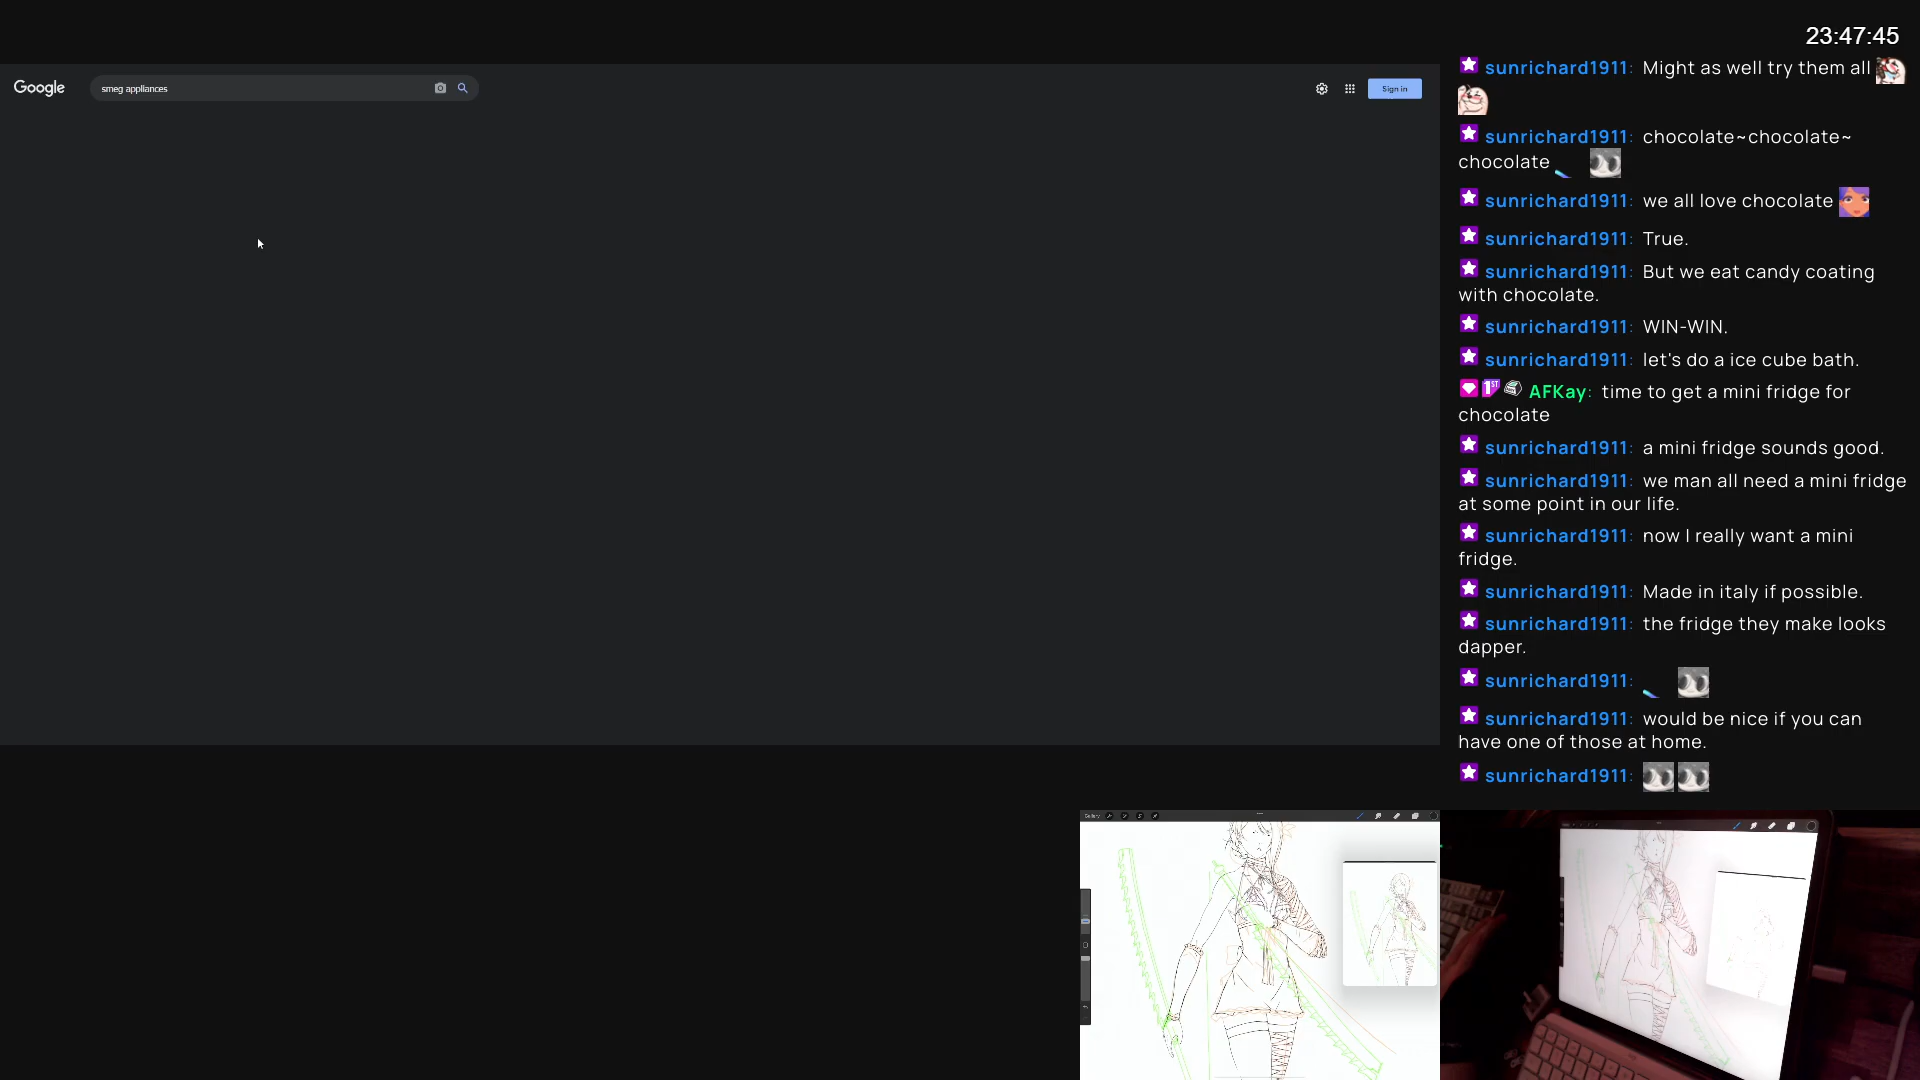 23:47:45
Google
smeg appliances
Sign in
sunrichard1911: Might as well try them all
sunrichard1911: chocolate~chocolate~
chocolate
sunrichard1911: we all love chocolate
sunrichard1911: True.
sunrichard1911: But we eat candy coating
with chocolate.
sunrichard1911: WIN-WIN.
sunrichard1911: let's do a ice cube bath.
1ST AFKay: time to get a mini fridge for
chocolate
sunrichard1911: a mini fridge sounds good.
sunrichard1911: we man all need a mini fridge
at some point in our life.
sunrichard1911: now I really want a mini
fridge.
sunrichard1911: Made in italy if possible.
sunrichard1911: the fridge they make looks
dapper.
sunrichard1911:
sunrichard1911: would be nice if you can
have one of those at home.
sunrichard1911:
Gallery